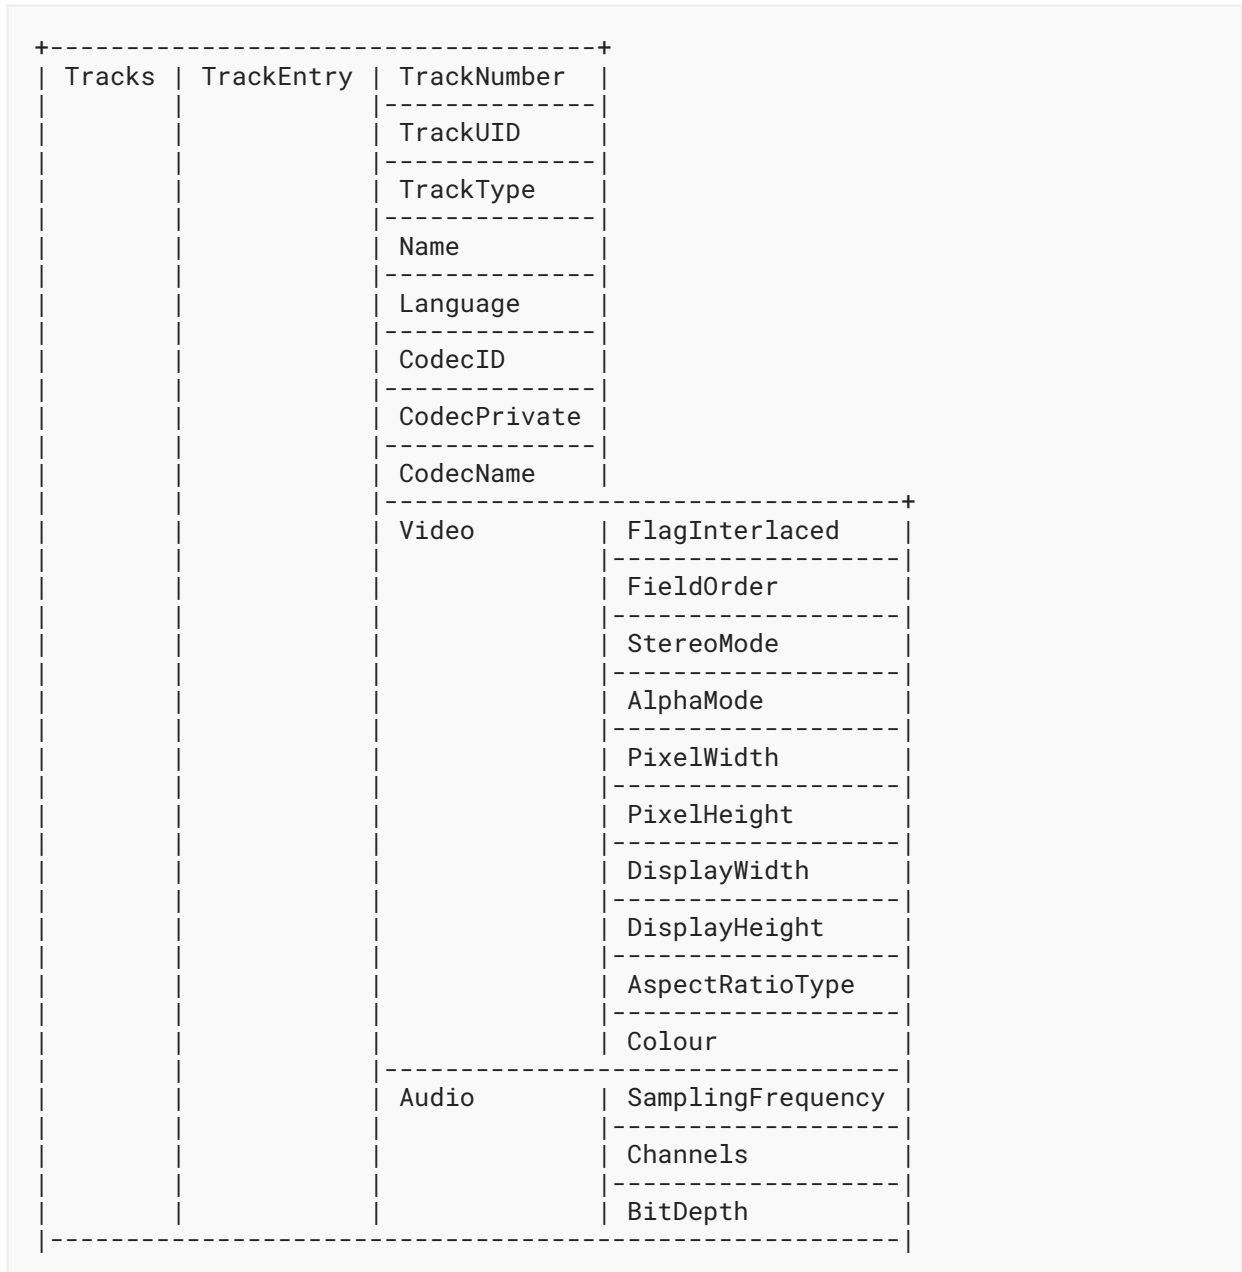 +------------------------------------+
| Tracks | TrackEntry | TrackNumber  |
|        |            |--------------|
|        |            | TrackUID     |
|        |            |--------------|
|        |            | TrackType    |
|        |            |--------------|
|        |            | Name         |
|        |            |--------------|
|        |            | Language     |
|        |            |--------------|
|        |            | CodecID      |
|        |            |--------------|
|        |            | CodecPrivate |
|        |            |--------------|
|        |            | CodecName    |
|        |            |----------------------------------+
|        |            | Video        | FlagInterlaced    |
|        |            |              |-------------------|
|        |            |              | FieldOrder        |
|        |            |              |-------------------|
|        |            |              | StereoMode        |
|        |            |              |-------------------|
|        |            |              | AlphaMode         |
|        |            |              |-------------------|
|        |            |              | PixelWidth        |
|        |            |              |-------------------|
|        |            |              | PixelHeight       |
|        |            |              |-------------------|
|        |            |              | DisplayWidth      |
|        |            |              |-------------------|
|        |            |              | DisplayHeight     |
|        |            |              |-------------------|
|        |            |              | AspectRatioType   |
|        |            |              |-------------------|
|        |            |              | Colour            |
|        |            |----------------------------------|
|        |            | Audio        | SamplingFrequency |
|        |            |              |-------------------|
|        |            |              | Channels          |
|        |            |              |-------------------|
|        |            |              | BitDepth          |
|--------------------------------------------------------|